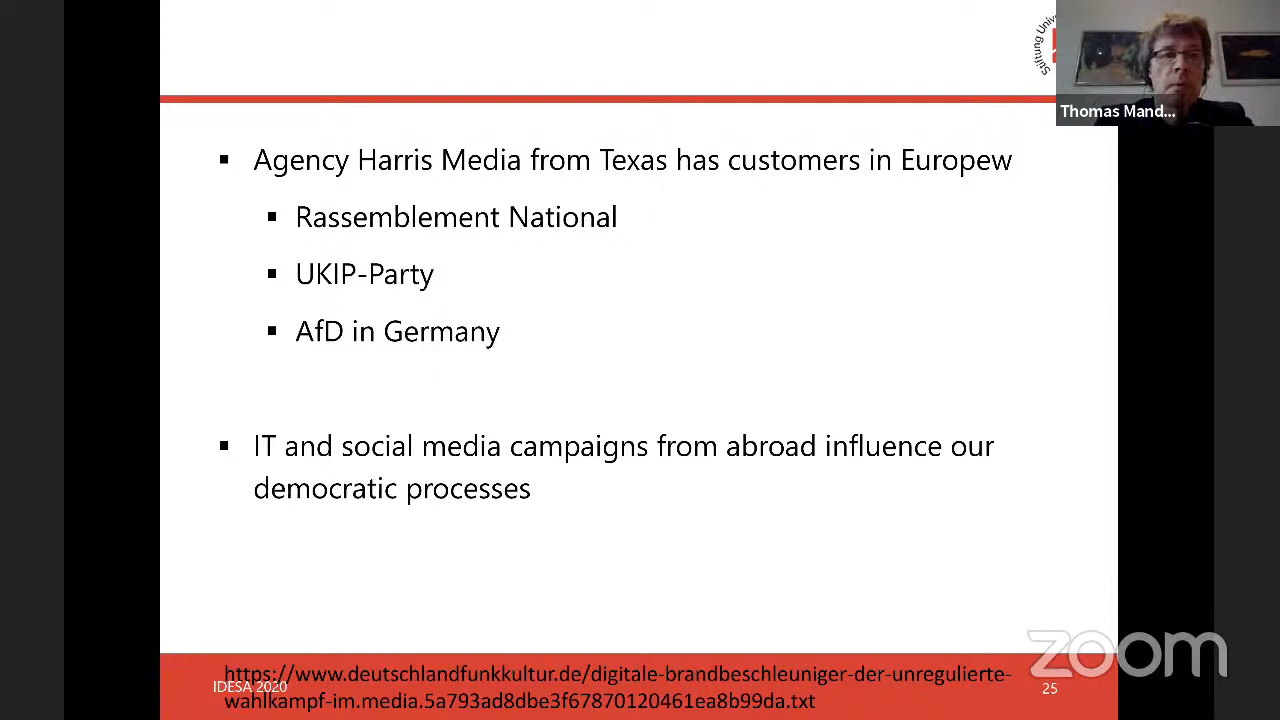 Stiftung Unive
Thomas Mand...
▪ Agency Harris Media from Texas has customers in Europew
▪ Rassemblement National
▪ UKIP-Party
▪ AfD in Germany
▪ IT and social media campaigns from abroad influence our
democratic processes
https://www.deutschlandfunkkultur.de/digitale-brandbeschleuniger-der-unregulierte-
wahlkampf-im.media.5a793ad8dbe3f67870120461ea8b99da.txt
IDESA 2020
25
zoom